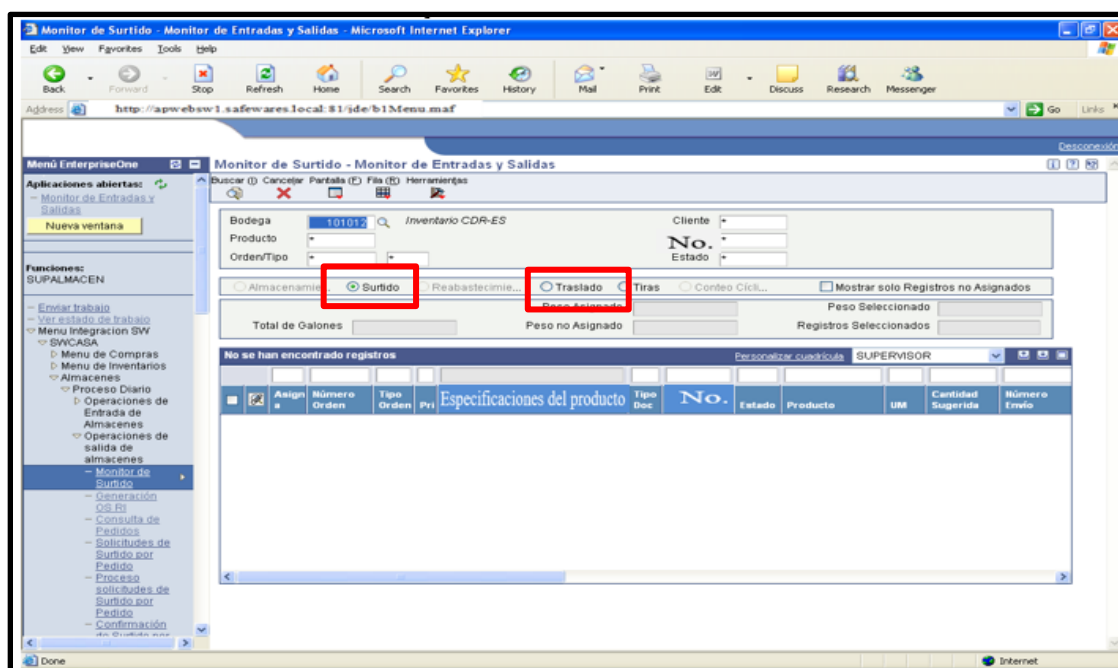 Monitor de Surtido - Monitor de Entradas y Salidas - Microsoft Internet Explorer
Edit View Favorites Tools Help
Back Forward Stop Refresh Home Search Favorites History Mail Print Edit Discuss Research Messenger
Address http://apwebsw1.safewares.local:81/jde/b1Menu.maf Go Links
Desconexión
Menú EnterpriseOne
Aplicaciones abiertas:
– Monitor de Entradas y
Salidas
Nueva ventana
Funciones:
SUPALMACEN
– Enviar trabajo
– Ver estado de trabajo
Menu Integracion SW
SWCASA
Menu de Compras
Menu de Inventarios
Almacenes
Proceso Diario
Operaciones de
Entrada de
Almacenes
Operaciones de
salida de
almacenes
– Monitor de
Surtido
– Generación
OS RI
– Consulta de
Pedidos
– Solicitudes de
Surtido por
Pedido
– Proceso
solicitudes de
Surtido por
Pedido
– Confirmación
de Surtido por
Monitor de Surtido - Monitor de Entradas y Salidas
Buscar (I) Cancelar Pantalla (F) Fila (R) Herramientas
Bodega 101012 Inventario CDR-ES Cliente *
Producto * No. *
Orden/Tipo * * Estado *
Almacenamie... Surtido Reabastecimie... Traslado Tiras Conteo Cícli... Mostrar solo Registros no Asignados
Peso Asignado Peso Seleccionado
Total de Galones Peso no Asignado Registros Seleccionados
No se han encontrado registros Personalizar cuadrícula SUPERVISOR
Asign a Número Orden Tipo Orden Pri Especificaciones del producto Tipo Doc No. Estado Producto UM Cantidad Sugerida Número Envío
Done Internet